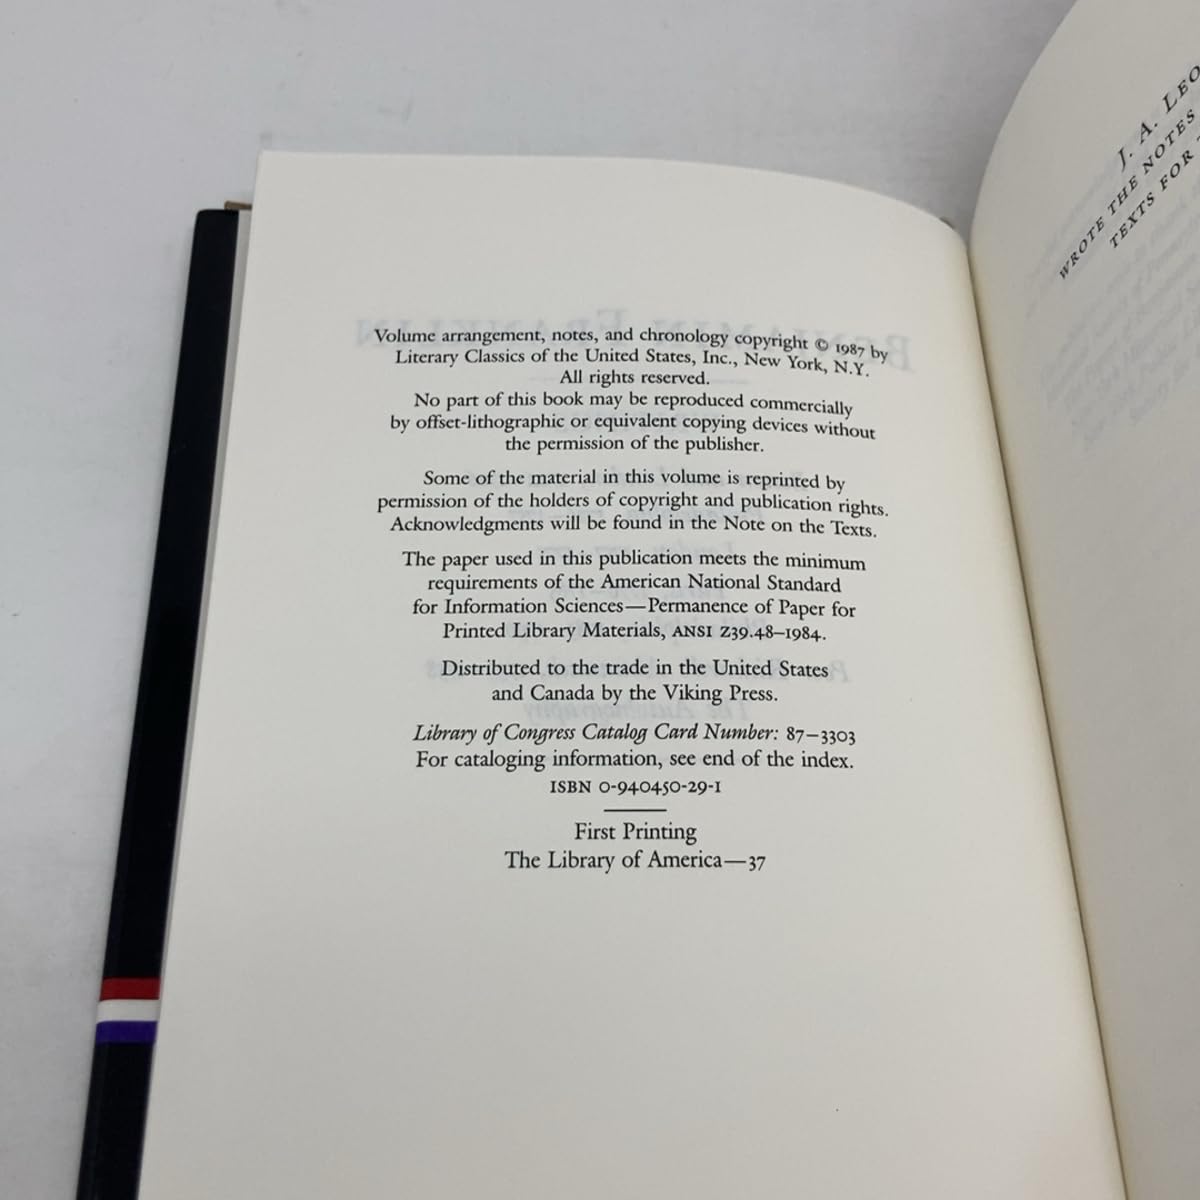 Volume arrangement, notes, and chronology copyright © 1987 by
Literary Classics of the United States, Inc., New York, N.Y.
All rights reserved.
No part of this book may be reproduced commercially
by offset-lithographic or equivalent copying devices without
the permission of the publisher.
Some of the material in this volume is reprinted by
permission of the holders of copyright and publication rights.
Acknowledgments will be found in the Note on the Texts.
The paper used in this publication meets the minimum
requirements of the American National Standard
for Information Sciences—Permanence of Paper for
Printed Library Materials, ANSI Z39.48–1984.
Distributed to the trade in the United States
and Canada by the Viking Press.
Library of Congress Catalog Card Number: 87–3303
For cataloging information, see end of the index.
ISBN 0-940450-29-1
First Printing
The Library of America—37
J. A. LEO
WROTE THE NOTES
TEXTS FOR